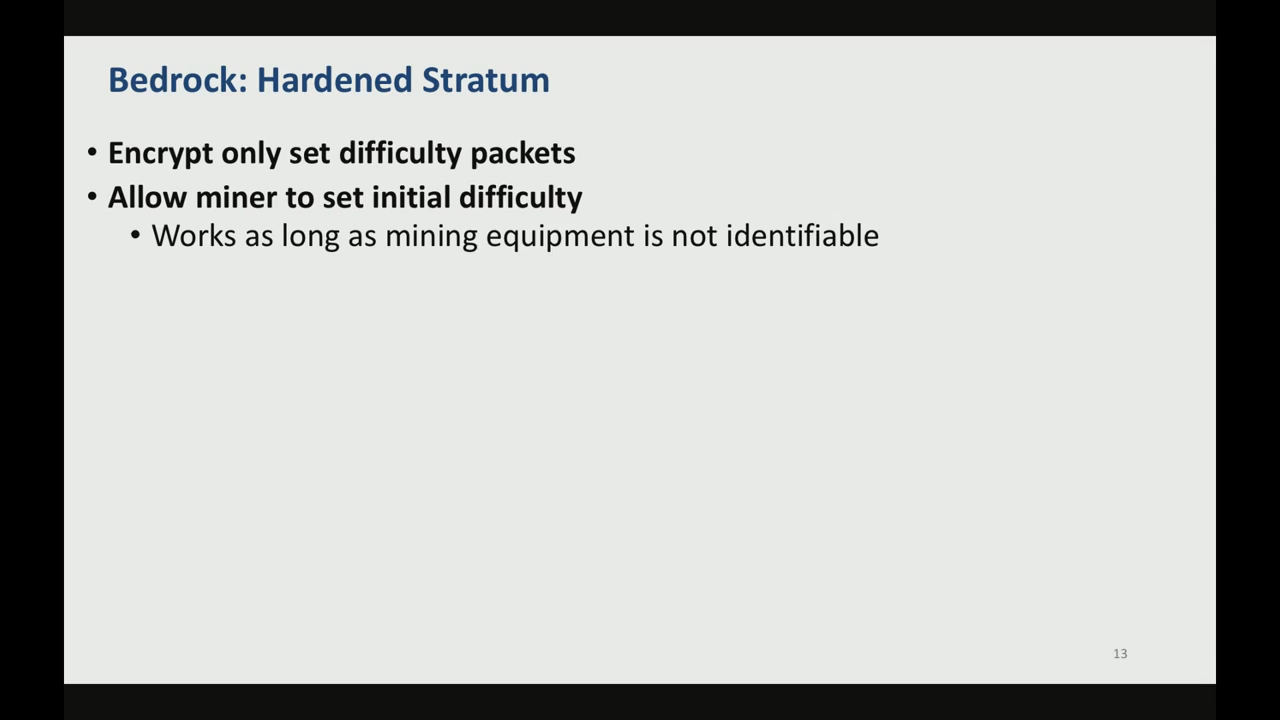 Bedrock: Hardened Stratum
• Encrypt only set difficulty packets
• Allow miner to set initial difficulty
• Works as long as mining equipment is not identifiable
13